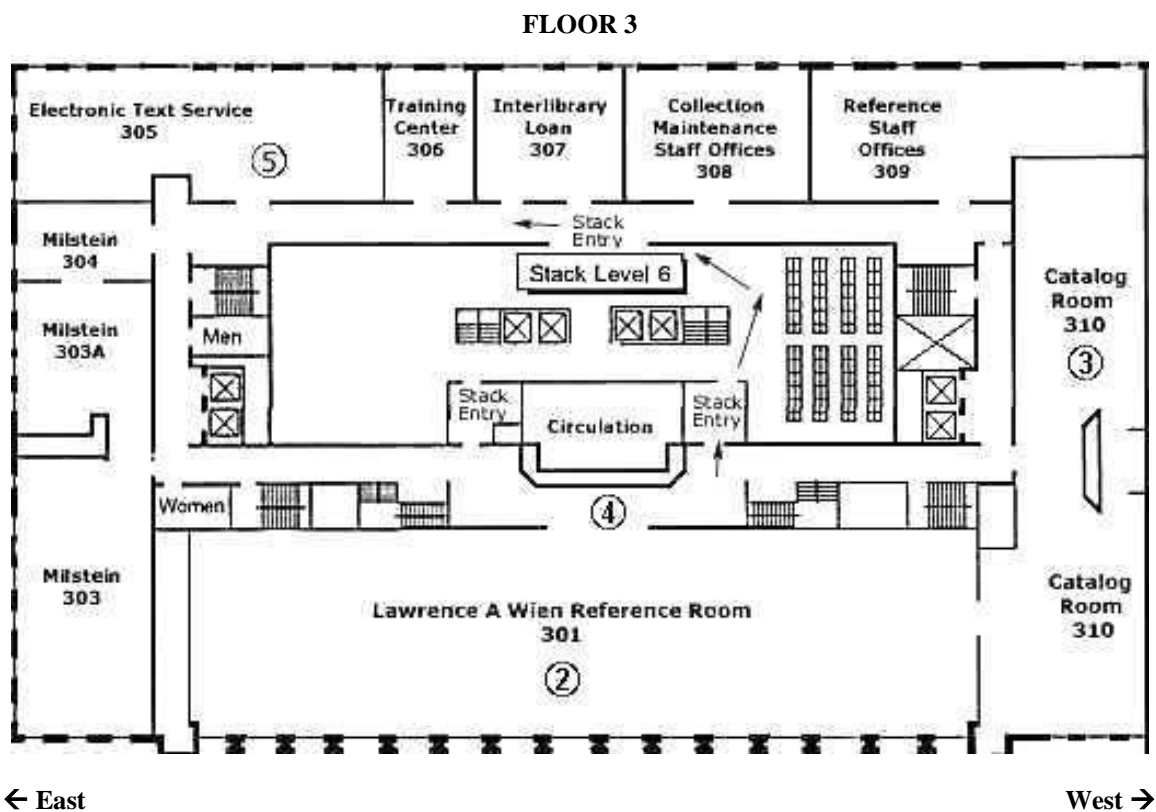 FLOOR 3
Electronic Text Service
305
⑤
Training
Center
306
Interlibrary
Loan
307
Collection
Maintenance
Staff Offices
308
Reference
Staff
Offices
309
Milstein
304
Stack
Entry
Stack Level 6
Milstein
303A
Men
Catalog
Room
310
③
Stack
Entry
Circulation
Stack
Entry
Women
④
Milstein
303
Lawrence A Wien Reference Room
301
②
Catalog
Room
310
← East
West →